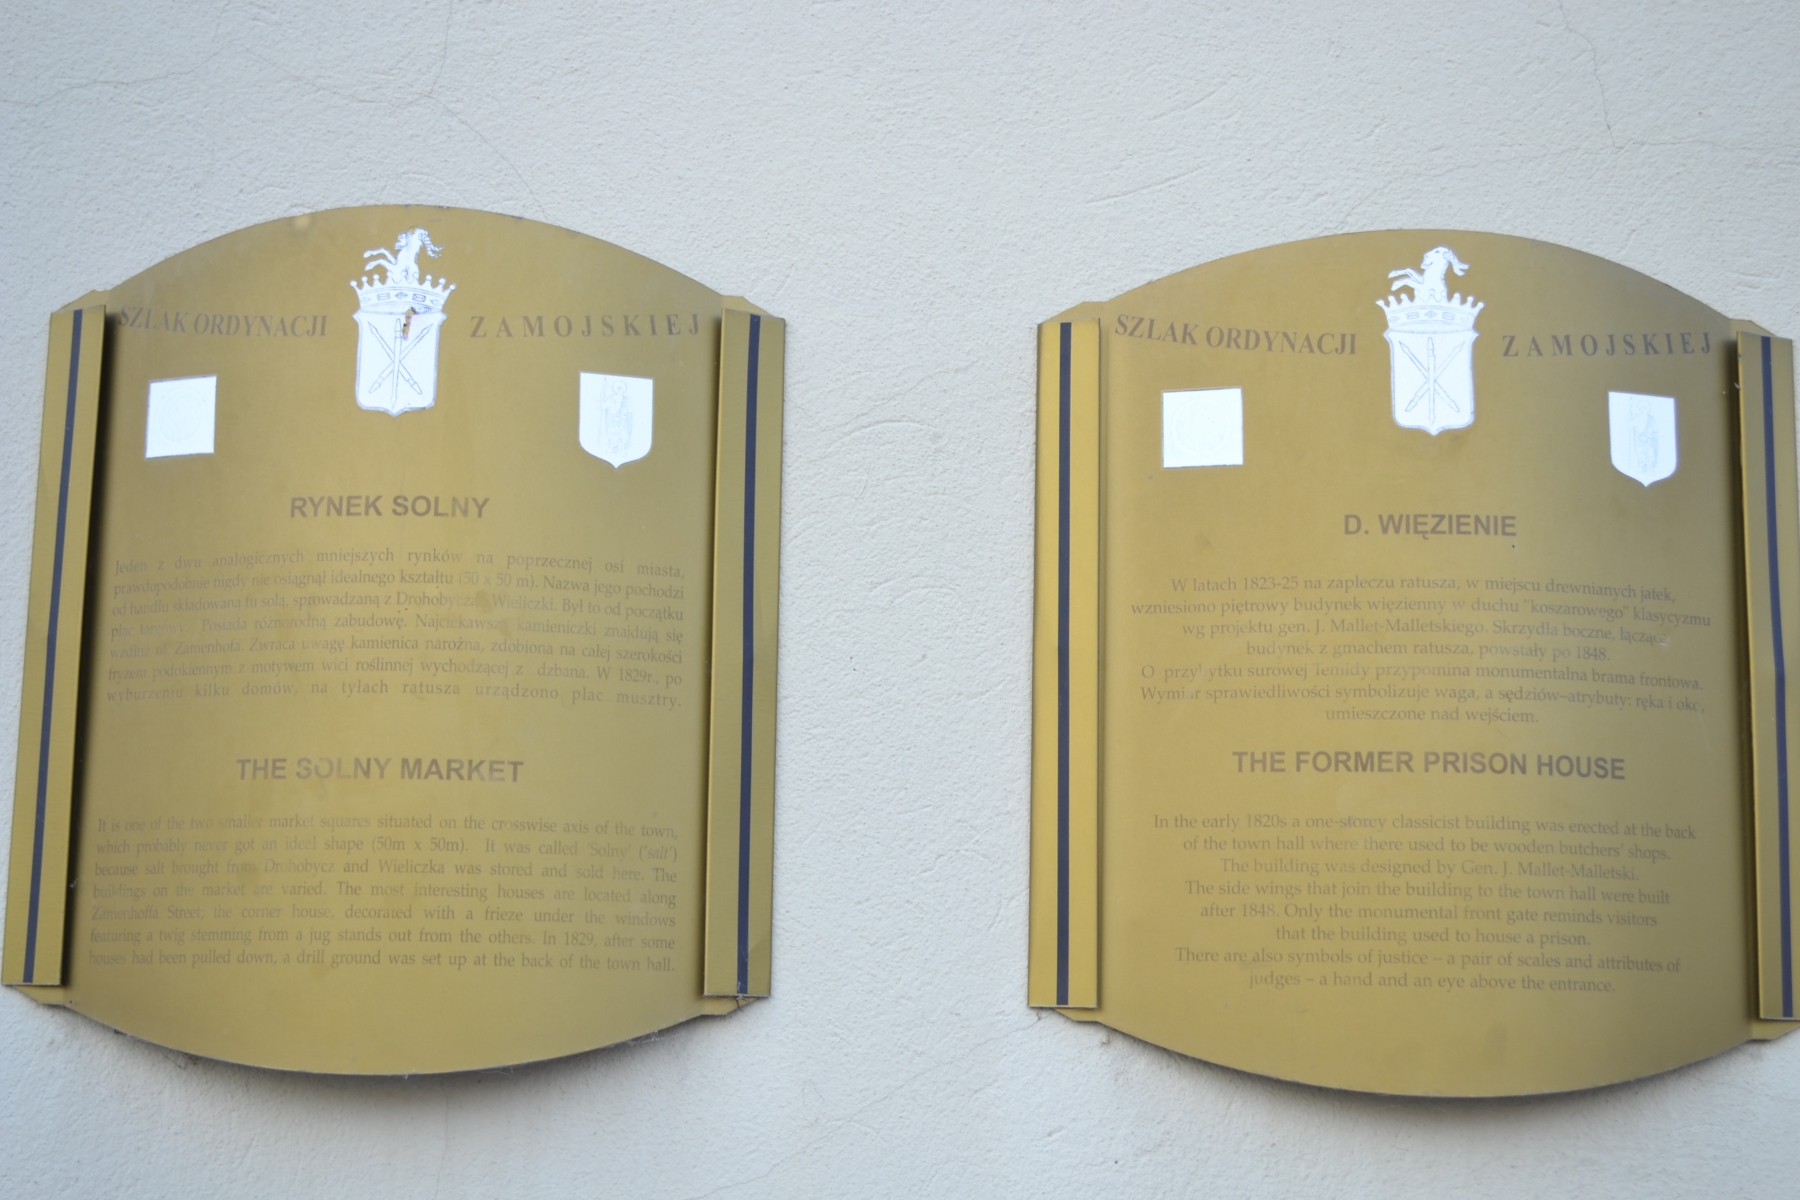 SZLAK ORDYNACJI ZAMOJSKIEJ
RYNEK SOLNY
Jeden z dwu analogicznych mniejszych rynków na poprzecznej osi miasta,
prawdopodobnie nigdy nie osiągnął idealnego kształtu (50 x 50 m). Nazwa jego pochodzi
od handlu składowaną tu solą, sprowadzaną z Drohobycza i Wieliczki. Był to od początku
plac targowy. Posiada różnorodną zabudowę. Najciekawsze kamieniczki znajdują się
wzdłuż ul. Zamenhofa. Zwraca uwagę kamienica narożna, zdobiona na całej szerokości
fryzem podokiennym z motywem wici roślinnej wychodzącej z dzbana. W 1829r., po
wyburzeniu kilku domów, na tyłach ratusza urządzono plac musztry.
THE SOLNY MARKET
It is one of the two smaller market squares situated on the crosswise axis of the town,
which probably never got an ideel shape (50m x 50m). It was called 'Solny' ('salt')
because salt brought from Drohobycz and Wieliczka was stored and sold here. The
buildings on the market are varied. The most interesting houses are located along
Zamenhoffa Street; the corner house, decorated with a frieze under the windows
featuring a twig stemming from a jug stands out from the others. In 1829, after some
houses had been pulled down, a drill ground was set up at the back of the town hall.
SZLAK ORDYNACJI ZAMOJSKIEJ
D. WIĘZIENIE
W latach 1823-25 na zapleczu ratusza, w miejscu drewnianych jatek,
wzniesiono piętrowy budynek więzienny w duchu "koszarowego" klasycyzmu
wg projektu gen. J. Mallet-Malletskiego. Skrzydła boczne, łączące
budynek z gmachem ratusza, powstały po 1848.
O przybytku surowej Temidy przypomina monumentalna brama frontowa.
Wymiar sprawiedliwości symbolizuje waga, a sędziów–atrybuty: ręka i oko,
umieszczone nad wejściem.
THE FORMER PRISON HOUSE
In the early 1820s a one-storey classicist building was erected at the back
of the town hall where there used to be wooden butchers' shops.
The building was designed by Gen. J. Mallet-Malletski.
The side wings that join the building to the town hall were built
after 1848. Only the monumental front gate reminds visitors
that the building used to house a prison.
There are also symbols of justice – a pair of scales and attributes of
judges – a hand and an eye above the entrance.